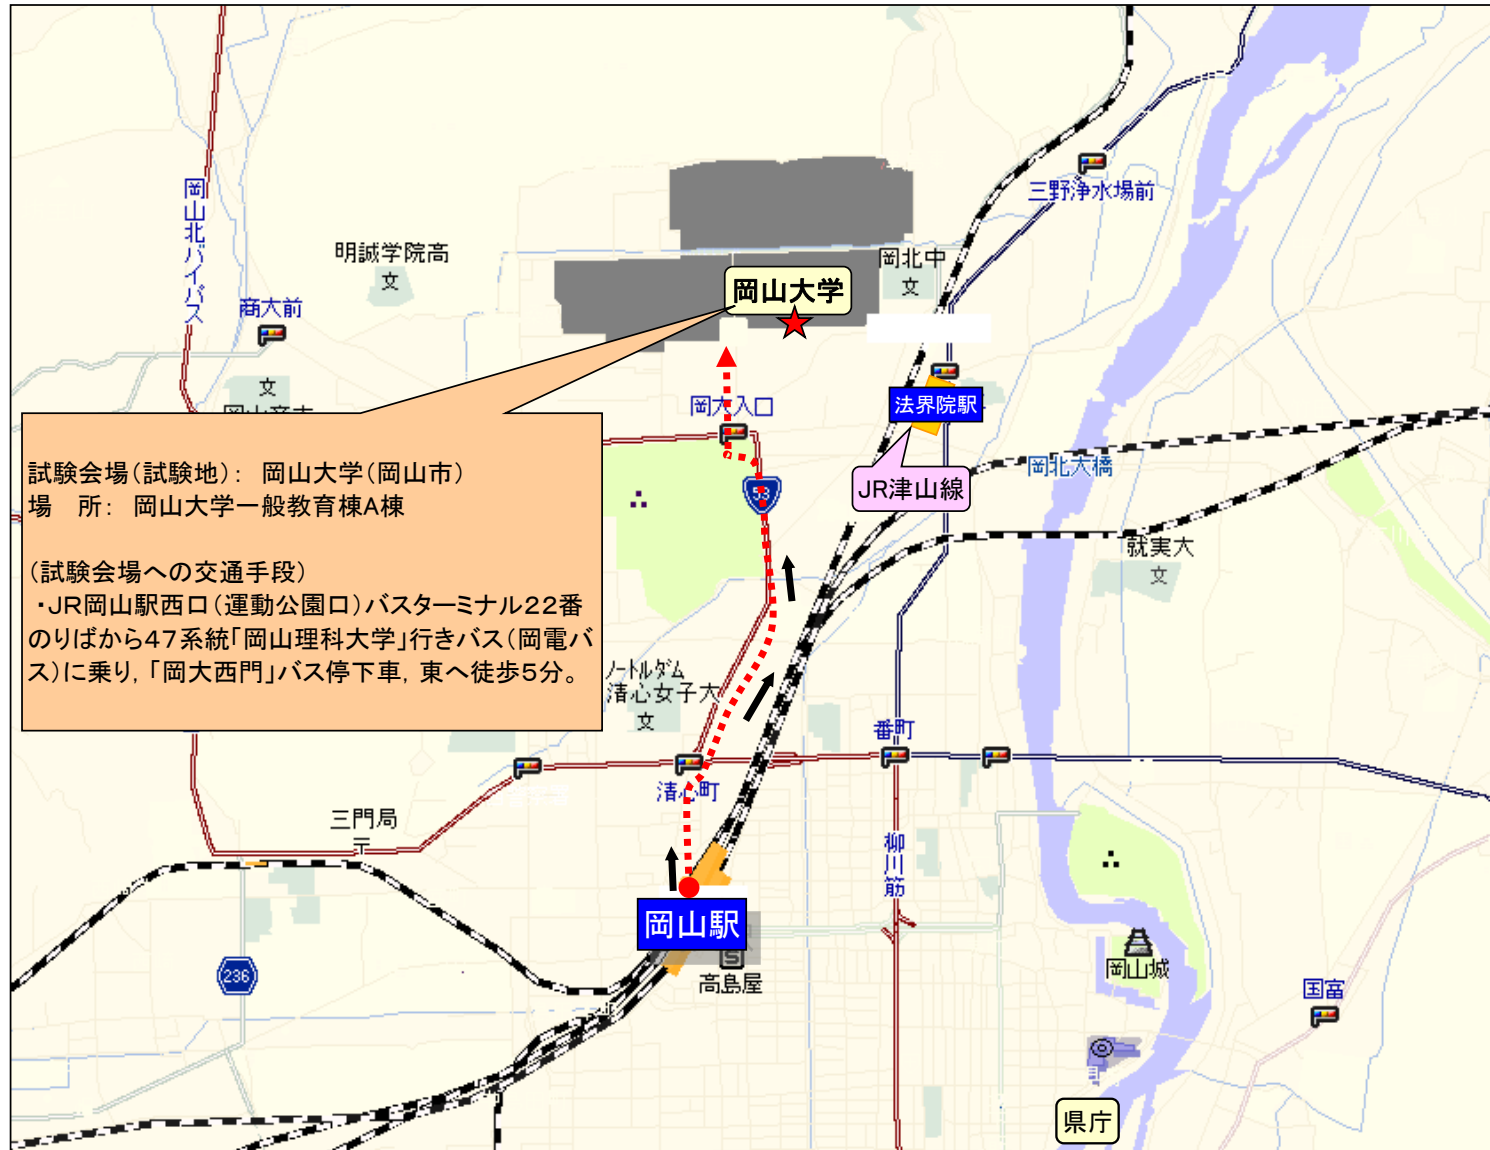 三野浄水場前
岡山北バイパス
明誠学院高
文
岡北中
文
岡山大学
商大前
文
岡大入口
法界院駅
JR津山線
岡北大橋
53
試験会場(試験地): 岡山大学(岡山市)
場　所: 岡山大学一般教育棟A棟
(試験会場への交通手段)
・JR岡山駅西口(運動公園口)バスターミナル22番
のりばから47系統「岡山理科大学」行きバス(岡電バ
ス)に乗り,「岡大西門」バス停下車, 東へ徒歩5分。
就実大
文
ノートルダム
清心女子大
文
番町
清心町
三門局
〒
柳川筋
岡山駅
S
高島屋
岡山城
236
国富
県庁